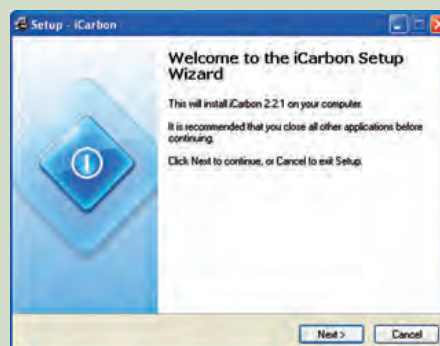 Setup - iCarbon
Welcome to the iCarbon Setup
Wizard
This will install iCarbon 2.2.1 on your computer.
It is recommended that you close all other applications before
continuing.
Click Next to continue, or Cancel to exit Setup.
Next >
Cancel